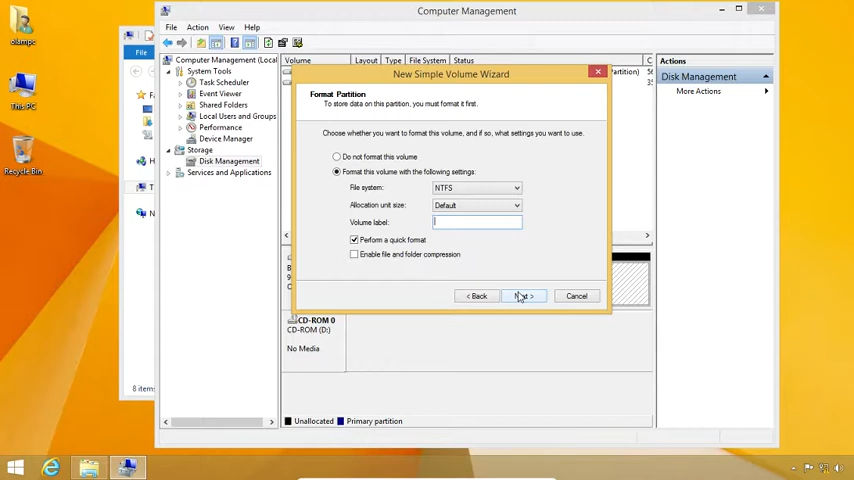 Computer Management
File Action View Help
olampc
This PC
Recycle Bin
File
8 items
Computer Management (Local
System Tools
Task Scheduler
Event Viewer
Shared Folders
Local Users and Groups
Performance
Device Manager
Storage
Disk Management
Services and Applications
Volume Layout Type File System Status
Partition)
New Simple Volume Wizard
Format Partition
To store data on this partition, you must format it first.
Choose whether you want to format this volume, and if so, what settings you want to use.
Do not format this volume
Format this volume with the following settings:
File system: NTFS
Allocation unit size: Default
Volume label:
Perform a quick format
Enable file and folder compression
< Back Next > Cancel
CD-ROM 0
CD-ROM (D:)
No Media
Unallocated Primary partition
Actions
Disk Management
More Actions